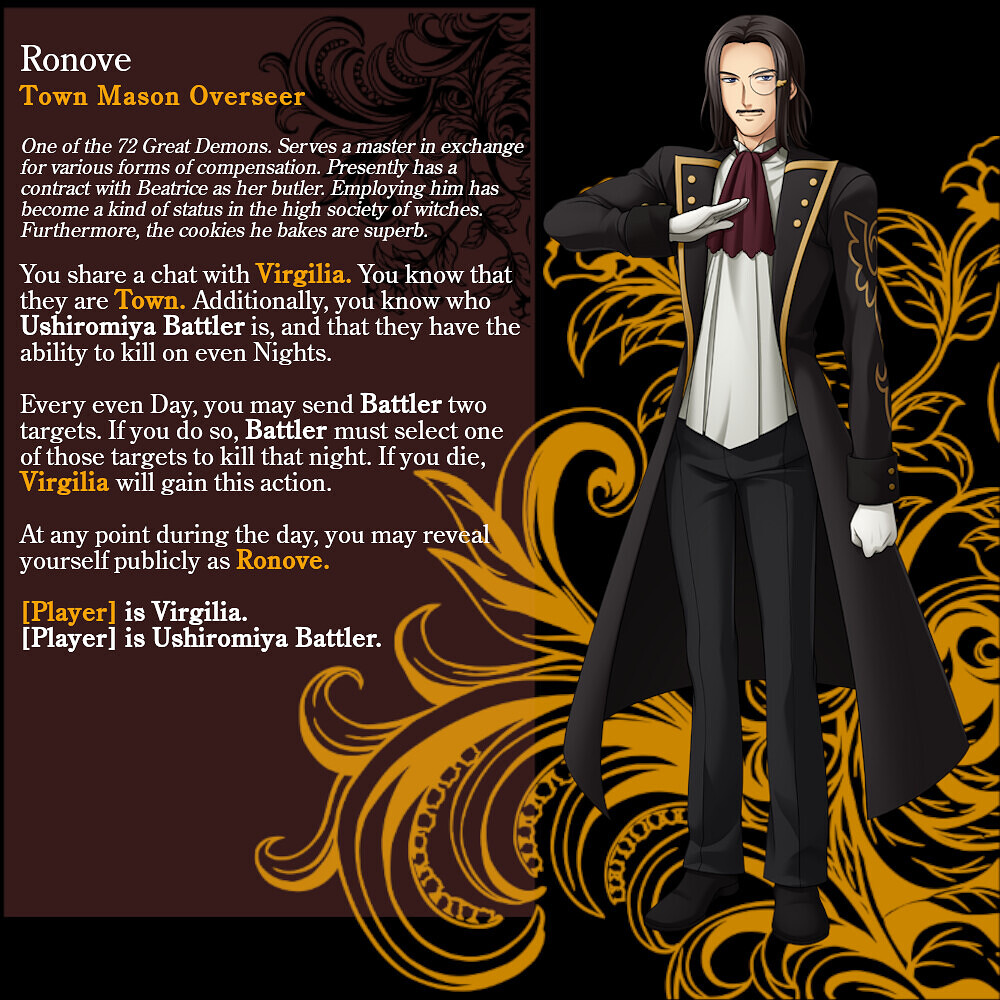 Ronove
Town Mason Overseer
One of the 72 Great Demons. Serves a master in exchange
for various forms of compensation. Presently has a
contract with Beatrice as her butler. Employing him has
become a kind of status in the high society of witches.
Furthermore, the cookies he bakes are superb.
You share a chat with Virgilia. You know that
they are Town. Additionally, you know who
Ushiromiya Battler is, and that they have the
ability to kill on even Nights.
Every even Day, you may send Battler two
targets. If you do so, Battler must select one
of those targets to kill that night. If you die,
Virgilia will gain this action.
At any point during the day, you may reveal
yourself publicly as Ronove.
[Player] is Virgilia.
[Player] is Ushiromiya Battler.